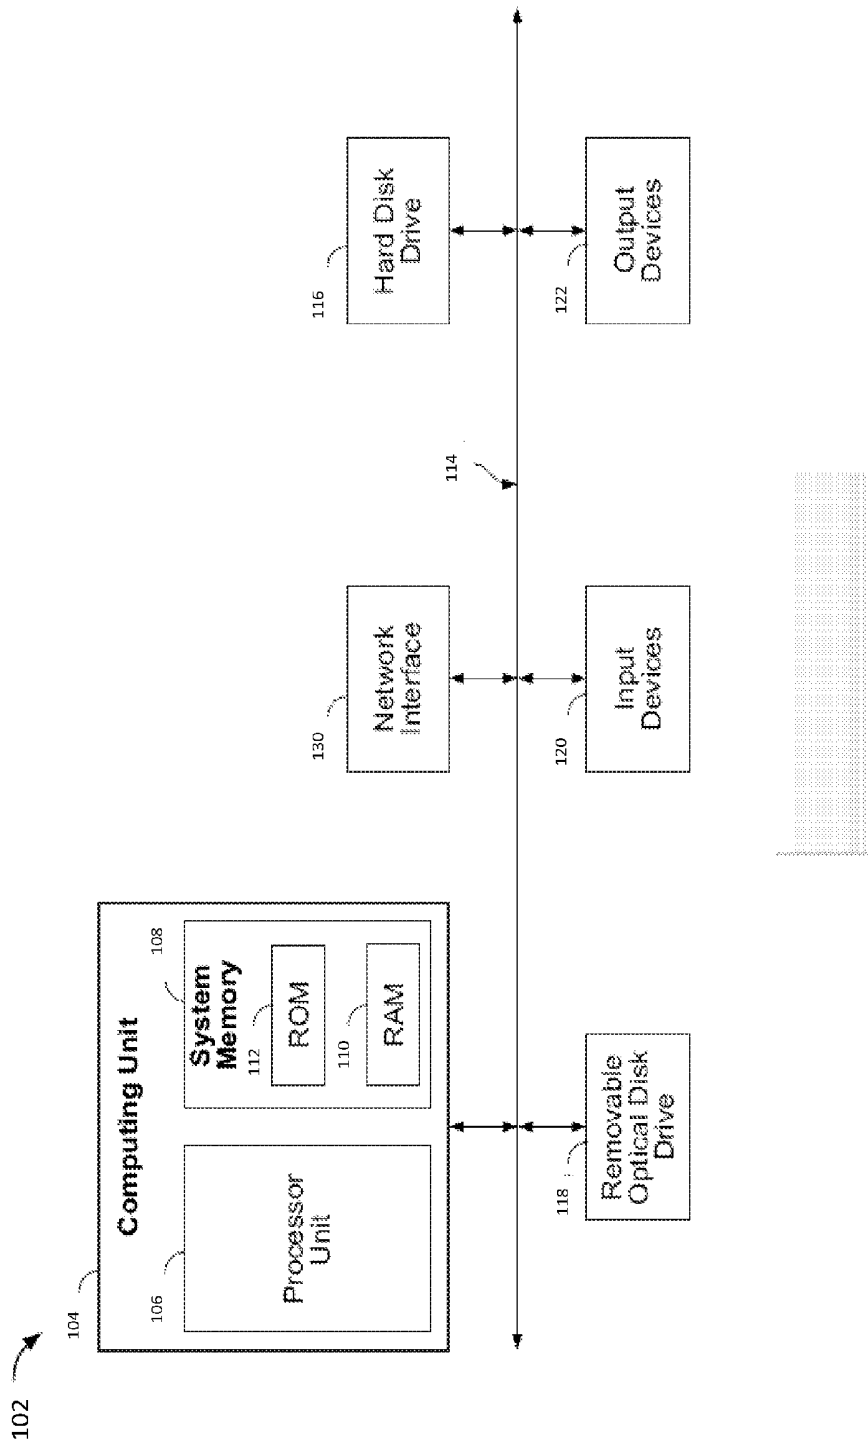 102
104
Computing Unit
106
Processor
Unit
108
System
Memory
112
ROM
110
RAM
130
Network
Interface
116
Hard Disk
Drive
114
118
Removable
Optical Disk
Drive
120
Input
Devices
122
Output
Devices